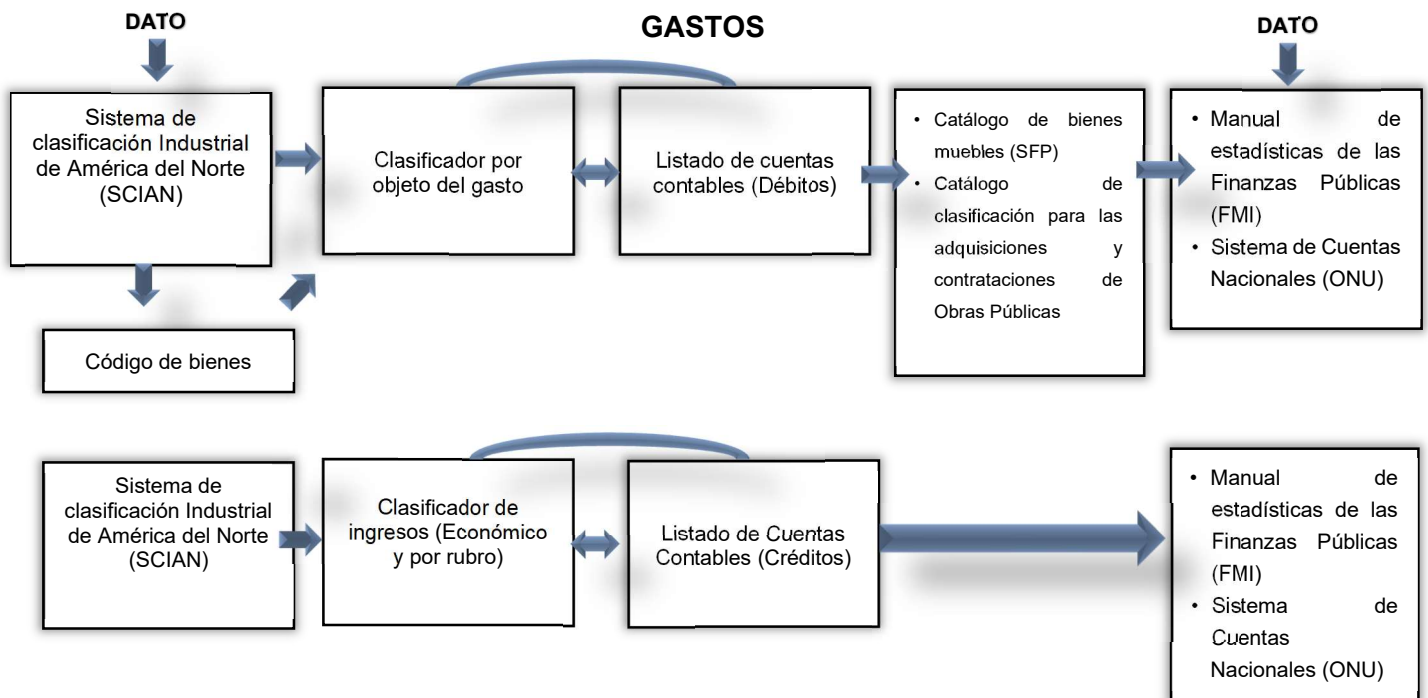 DATO
GASTOS
DATO
Sistema de
clasificación Industrial
de América del Norte
(SCIAN)
Clasificador por
objeto del gasto
Listado de cuentas
contables (Débitos)
• Catálogo de bienes
muebles (SFP)
• Catálogo de
clasificación para las
adquisiciones y
contrataciones de
Obras Públicas
• Manual de
estadísticas de las
Finanzas Públicas
(FMI)
• Sistema de Cuentas
Nacionales (ONU)
Código de bienes
Sistema de
clasificación Industrial
de América del Norte
(SCIAN)
Clasificador de
ingresos (Económico
y por rubro)
Listado de Cuentas
Contables (Créditos)
• Manual de
estadísticas de las
Finanzas Públicas
(FMI)
• Sistema de
Cuentas
Nacionales (ONU)